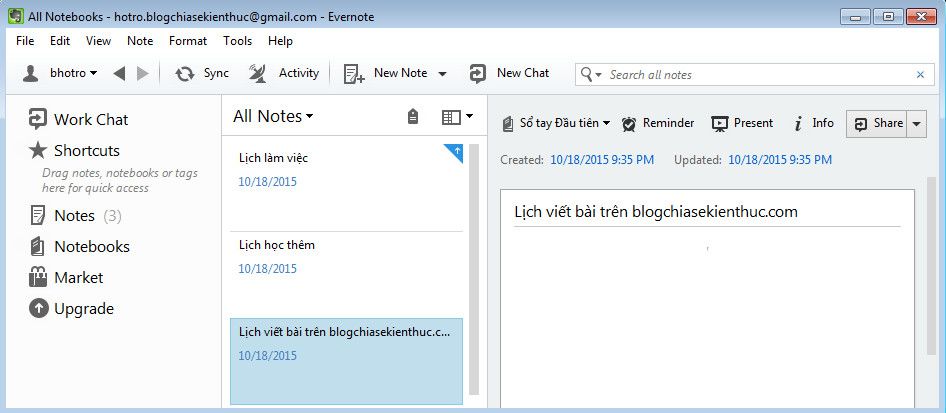 All Notebooks - hotro.blogchiasekienthuc@gmail.com - Evernote
File Edit View Note Format Tools Help
bhotro Sync Activity New Note New Chat Search all notes
Work Chat
Shortcuts
Drag notes, notebooks or tags
here for quick access
Notes (3)
Notebooks
Market
Upgrade
All Notes
Lịch làm việc
10/18/2015
Lịch học thêm
10/18/2015
Lịch viết bài trên blogchiasekienthuc.c...
10/18/2015
Sổ tay Đầu tiên Reminder Present Info Share
Created: 10/18/2015 9:35 PM Updated: 10/18/2015 9:35 PM
Lịch viết bài trên blogchiasekienthuc.com